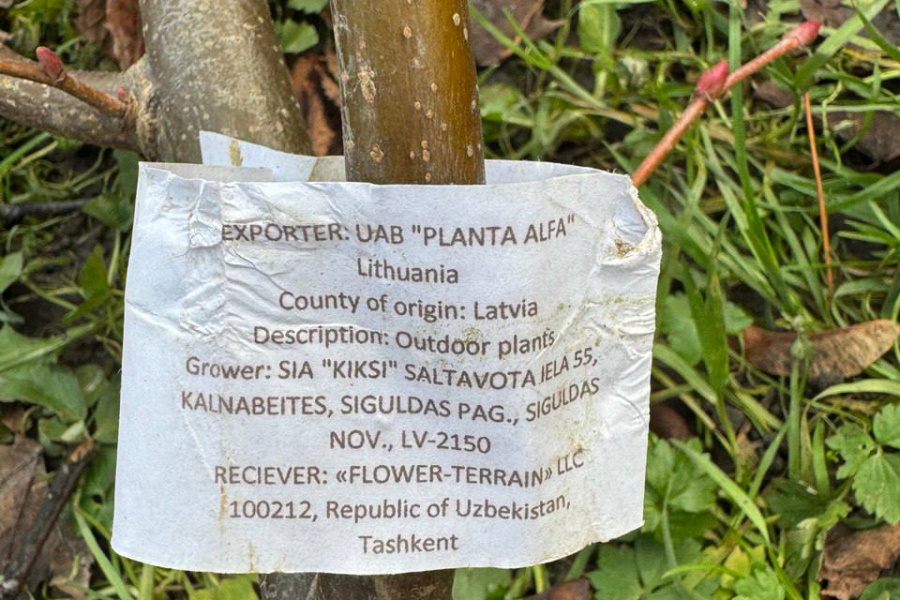 EXPORTER: UAB "PLANTA ALFA"
Lithuania
County of origin: Latvia
Description: Outdoor plants
Grower: SIA "KIKSI" SALTAVOTA IELA 55,
KALNABEITES, SIGULDAS PAG., SIGULDAS
NOV., LV-2150
RECIEVER: «FLOWER-TERRAIN» LLC
100212, Republic of Uzbekistan,
Tashkent